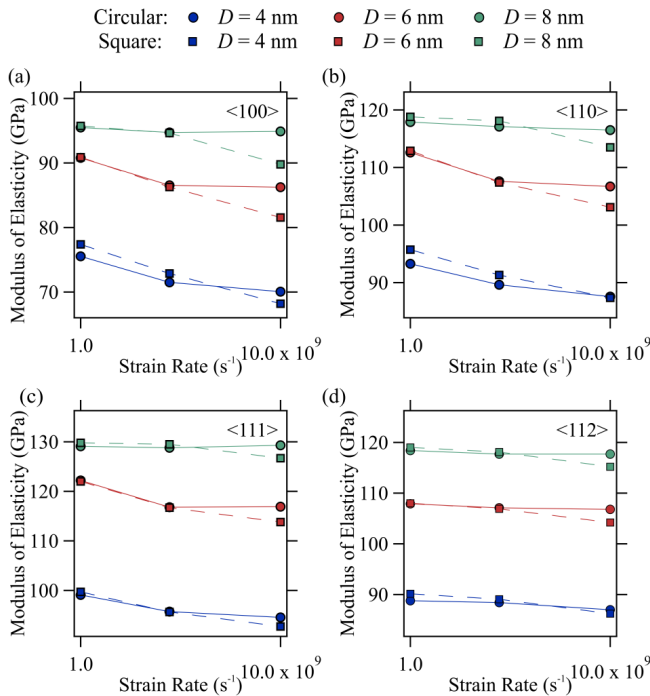 Circular: D = 4 nm D = 6 nm D = 8 nm
Square: D = 4 nm D = 6 nm D = 8 nm
(a)
<100>
Modulus of Elasticity (GPa)
100
90
80
70
1.0 10.0 x 10⁹
Strain Rate (s⁻¹)
(b)
<110>
Modulus of Elasticity (GPa)
120
110
100
90
1.0 10.0 x 10⁹
Strain Rate (s⁻¹)
(c)
<111>
Modulus of Elasticity (GPa)
130
120
110
100
1.0 10.0 x 10⁹
Strain Rate (s⁻¹)
(d)
<112>
Modulus of Elasticity (GPa)
120
110
100
90
1.0 10.0 x 10⁹
Strain Rate (s⁻¹)